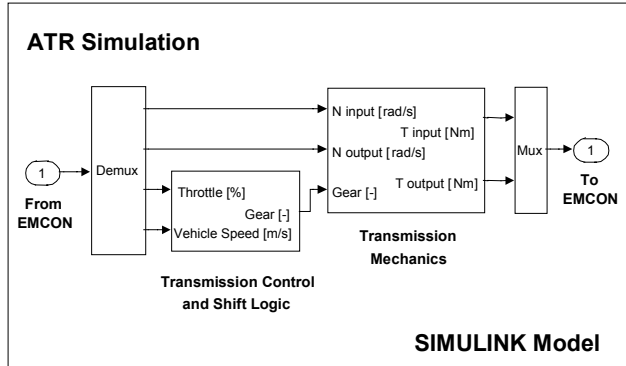 ATR Simulation
1
From
EMCON
Demux
Throttle [%]
Gear [-]
Vehicle Speed [m/s]
Transmission Control
and Shift Logic
N input [rad/s]
T input [Nm]
N output [rad/s]
T output [Nm]
Gear [-]
Transmission
Mechanics
Mux
1
To
EMCON
SIMULINK Model